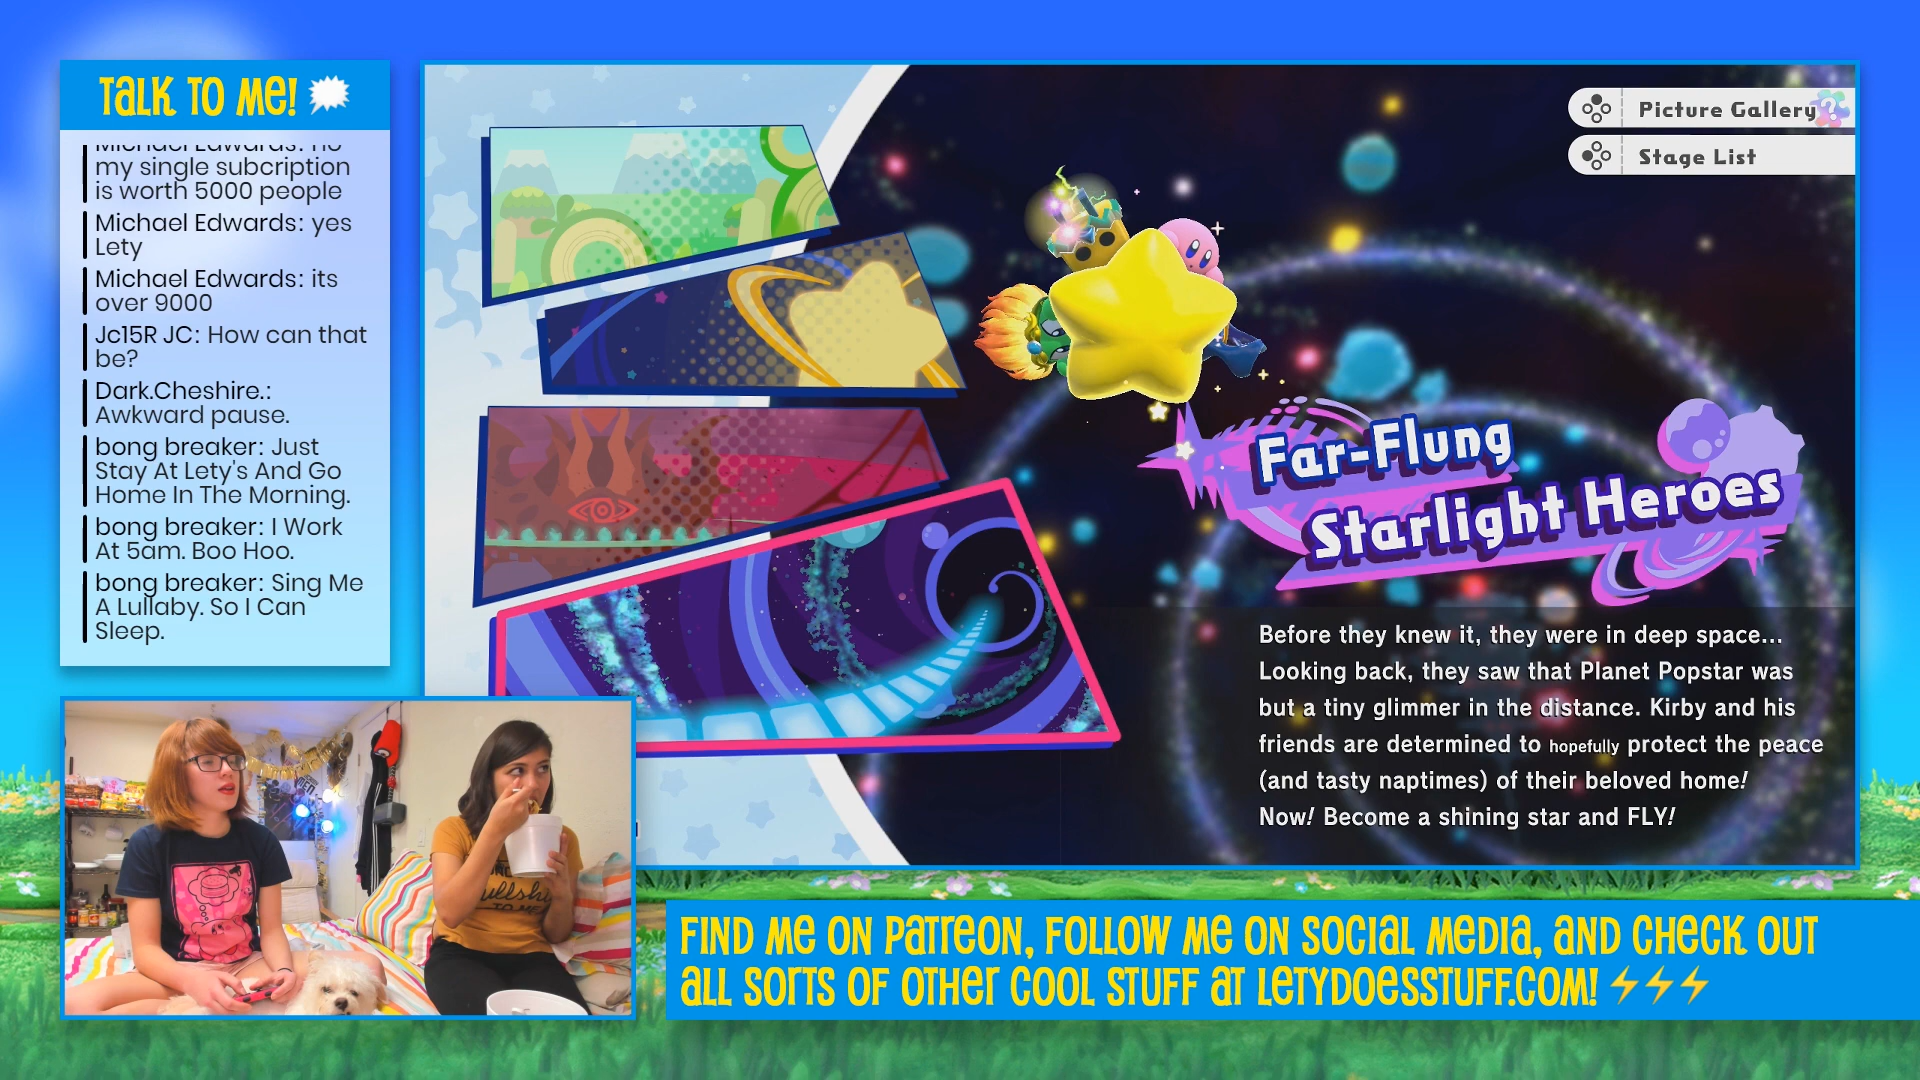 TALK TO ME!
Michael Edwards: no
my single subcription
is worth 5000 people
Michael Edwards: yes
Lety
Michael Edwards: its
over 9000
Jc15R JC: How can that
be?
Dark.Cheshire.:
Awkward pause.
bong breaker: Just
Stay At Lety's And Go
Home In The Morning.
bong breaker: I Work
At 5am. Boo Hoo.
bong breaker: Sing Me
A Lullaby. So I Can
Sleep.
Picture Gallery
Stage List
Far-Flung
Starlight Heroes
Before they knew it, they were in deep space...
Looking back, they saw that Planet Popstar was
but a tiny glimmer in the distance. Kirby and his
friends are determined to hopefully protect the peace
(and tasty naptimes) of their beloved home!
Now! Become a shining star and FLY!
FIND ME ON PATREON, FOLLOW ME ON SOCIAL MEDIA, AND CHECK OUT
ALL SORTS OF OTHER COOL STUFF AT LETYDOESSTUFF.COM!